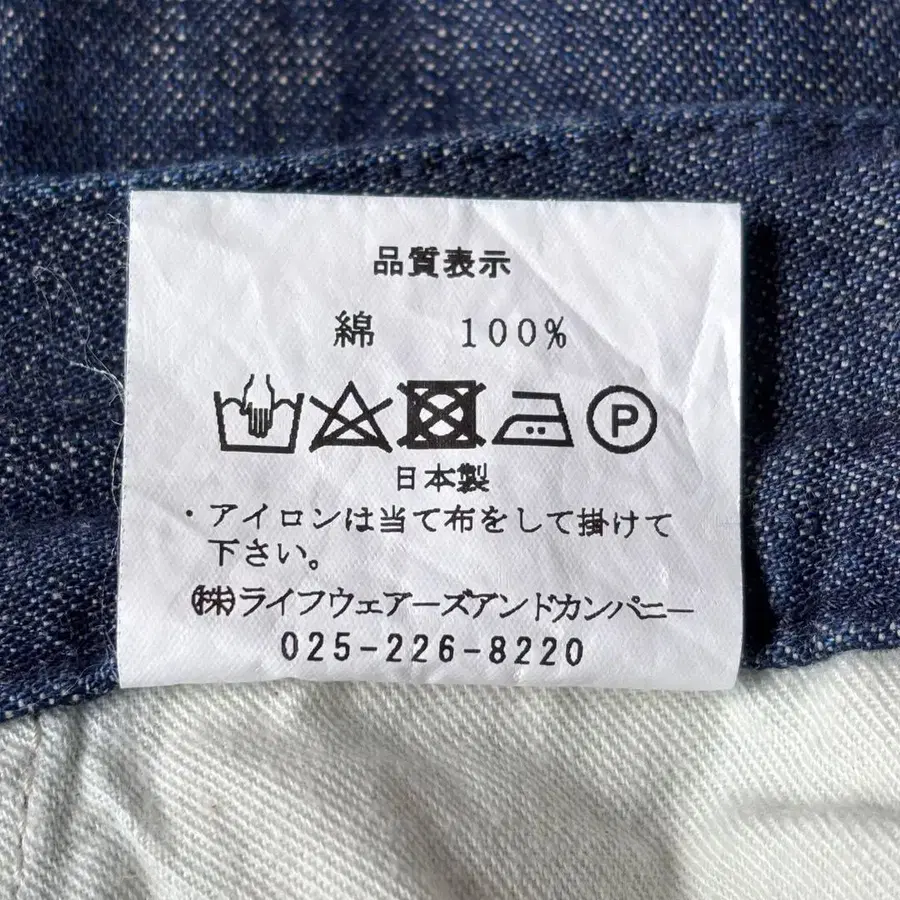 品質表示
綿 100%
P
日本製
・アイロンは当て布をして掛けて
下さい。
㈱ライフウェアーズアンドカンパニー
025-226-8220